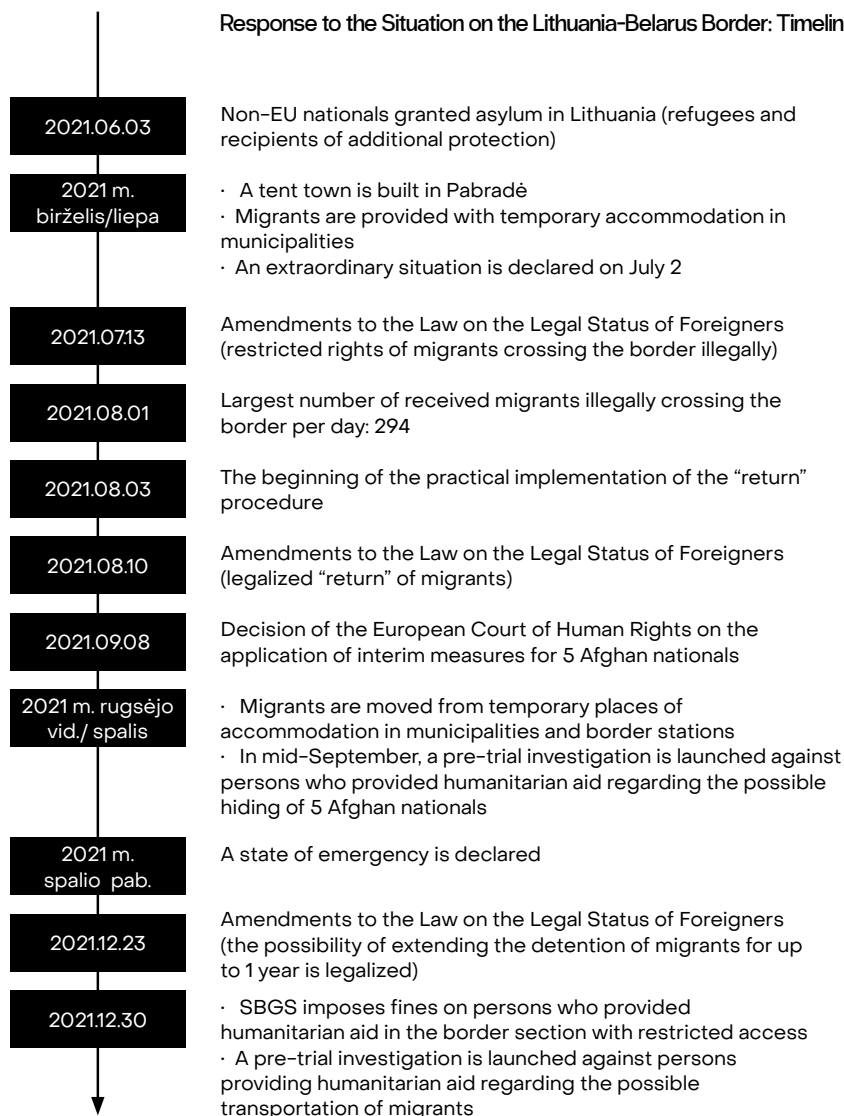 Response to the Situation on the Lithuania-Belarus Border: Timelin
2021.06.03
Non-EU nationals granted asylum in Lithuania (refugees and
recipients of additional protection)
2021 m.
birželis/liepa
· A tent town is built in Pabradė
· Migrants are provided with temporary accommodation in
municipalities
· An extraordinary situation is declared on July 2
2021.07.13
Amendments to the Law on the Legal Status of Foreigners
(restricted rights of migrants crossing the border illegally)
2021.08.01
Largest number of received migrants illegally crossing the
border per day: 294
2021.08.03
The beginning of the practical implementation of the “return”
procedure
2021.08.10
Amendments to the Law on the Legal Status of Foreigners
(legalized “return” of migrants)
2021.09.08
Decision of the European Court of Human Rights on the
application of interim measures for 5 Afghan nationals
2021 m. rugsėjo
vid./ spalis
· Migrants are moved from temporary places of
accommodation in municipalities and border stations
· In mid-September, a pre-trial investigation is launched against
persons who provided humanitarian aid regarding the possible
hiding of 5 Afghan nationals
2021 m.
spalio pab.
A state of emergency is declared
2021.12.23
Amendments to the Law on the Legal Status of Foreigners
(the possibility of extending the detention of migrants for up
to 1 year is legalized)
2021.12.30
· SBGS imposes fines on persons who provided
humanitarian aid in the border section with restricted access
· A pre-trial investigation is launched against persons
providing humanitarian aid regarding the possible
transportation of migrants